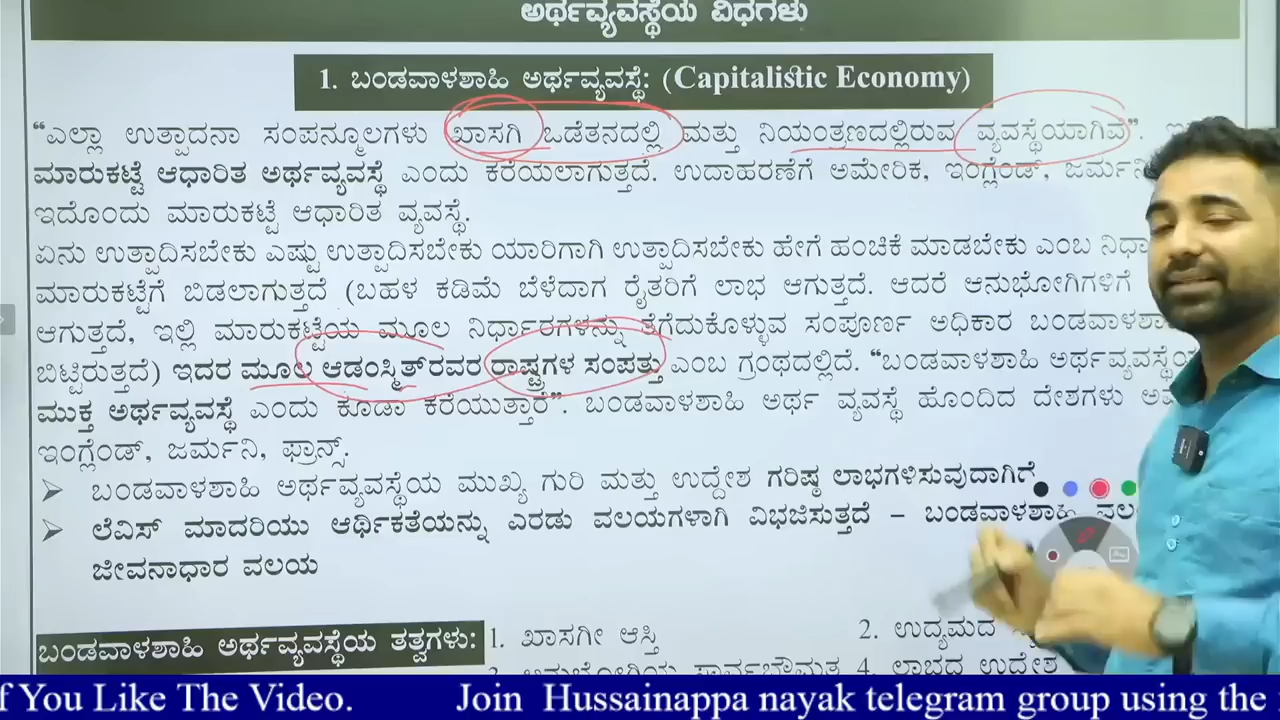 ಅರ್ಥವ್ಯವಸ್ಥೆಯ ವಿಧಗಳು
1. ಬಂಡವಾಳಶಾಹಿ ಅರ್ಥವ್ಯವಸ್ಥೆ: (Capitalistic Economy)
“ಎಲ್ಲಾ ಉತ್ಪಾದನಾ ಸಂಪನ್ಮೂಲಗಳು ಖಾಸಗಿ ಒಡೆತನದಲ್ಲಿ ಮತ್ತು ನಿಯಂತ್ರಣದಲ್ಲಿರುವ ವ್ಯವಸ್ಥೆಯಾಗಿದೆ”.
ಮಾರುಕಟ್ಟೆ ಆಧಾರಿತ ಅರ್ಥವ್ಯವಸ್ಥೆ ಎಂದು ಕರೆಯಲಾಗುತ್ತದೆ. ಉದಾಹರಣೆಗೆ ಅಮೇರಿಕ, ಇಂಗ್ಲೆಂಡ್, ಜರ್ಮನಿ
ಇದೊಂದು ಮಾರುಕಟ್ಟೆ ಆಧಾರಿತ ವ್ಯವಸ್ಥೆ.
ಏನು ಉತ್ಪಾದಿಸಬೇಕು ಎಷ್ಟು ಉತ್ಪಾದಿಸಬೇಕು ಯಾರಿಗಾಗಿ ಉತ್ಪಾದಿಸಬೇಕು ಹೇಗೆ ಹಂಚಿಕೆ ಮಾಡಬೇಕು ಎಂಬ
ಮಾರುಕಟ್ಟೆಗೆ ಬಿಡಲಾಗುತ್ತದೆ (ಬಹಳ ಕಡಿಮೆ ಬೆಳೆದಾಗ ರೈತರಿಗೆ ಲಾಭ ಆಗುತ್ತದೆ. ಆದರೆ ಆನುಭೋಗಿಗಳಿಗೆ
ಆಗುತ್ತದೆ, ಇಲ್ಲಿ ಮಾರುಕಟ್ಟೆಯ ಮೂಲ ನಿರ್ಧಾರಗಳನ್ನು ತೆಗೆದುಕೊಳ್ಳುವ ಸಂಪೂರ್ಣ ಅಧಿಕಾರ
ಬಿಟ್ಟಿರುತ್ತದೆ) ಇದರ ಮೂಲ ಆಡಂಸ್ಮಿತ್‌ರವರ ರಾಷ್ಟ್ರಗಳ ಸಂಪತ್ತು ಎಂಬ ಗ್ರಂಥದಲ್ಲಿದೆ. “ಬಂಡವಾಳಶಾಹಿ
ಮುಕ್ತ ಅರ್ಥವ್ಯವಸ್ಥೆ ಎಂದು ಕೂಡಾ ಕರೆಯುತ್ತಾರೆ”. ಬಂಡವಾಳಶಾಹಿ ಅರ್ಥ ವ್ಯವಸ್ಥೆ ಹೊಂದಿದ ದೇಶಗಳು
ಇಂಗ್ಲೆಂಡ್, ಜರ್ಮನಿ, ಫ್ರಾನ್ಸ್.
➢ ಬಂಡವಾಳಶಾಹಿ ಅರ್ಥವ್ಯವಸ್ಥೆಯ ಮುಖ್ಯ ಗುರಿ ಮತ್ತು ಉದ್ದೇಶ ಗರಿಷ್ಠ ಲಾಭಗಳಿಸುವುದಾಗಿದೆ
➢ ಲೆವಿಸ್ ಮಾದರಿಯು ಆರ್ಥಿಕತೆಯನ್ನು ಎರಡು ವಲಯಗಳಾಗಿ ವಿಭಜಿಸುತ್ತದೆ – ಬಂಡವಾಳಶಾಹಿ
ಜೀವನಾಧಾರ ವಲಯ
ಬಂಡವಾಳಶಾಹಿ ಅರ್ಥವ್ಯವಸ್ಥೆಯ ತತ್ವಗಳು: 1. ಖಾಸಗೀ ಆಸ್ತಿ 2. ಉದ್ಯಮದ
4. ಲಾಭದ ಉದ್ದೇಶ
f You Like The Video. Join Hussainappa nayak telegram group using the